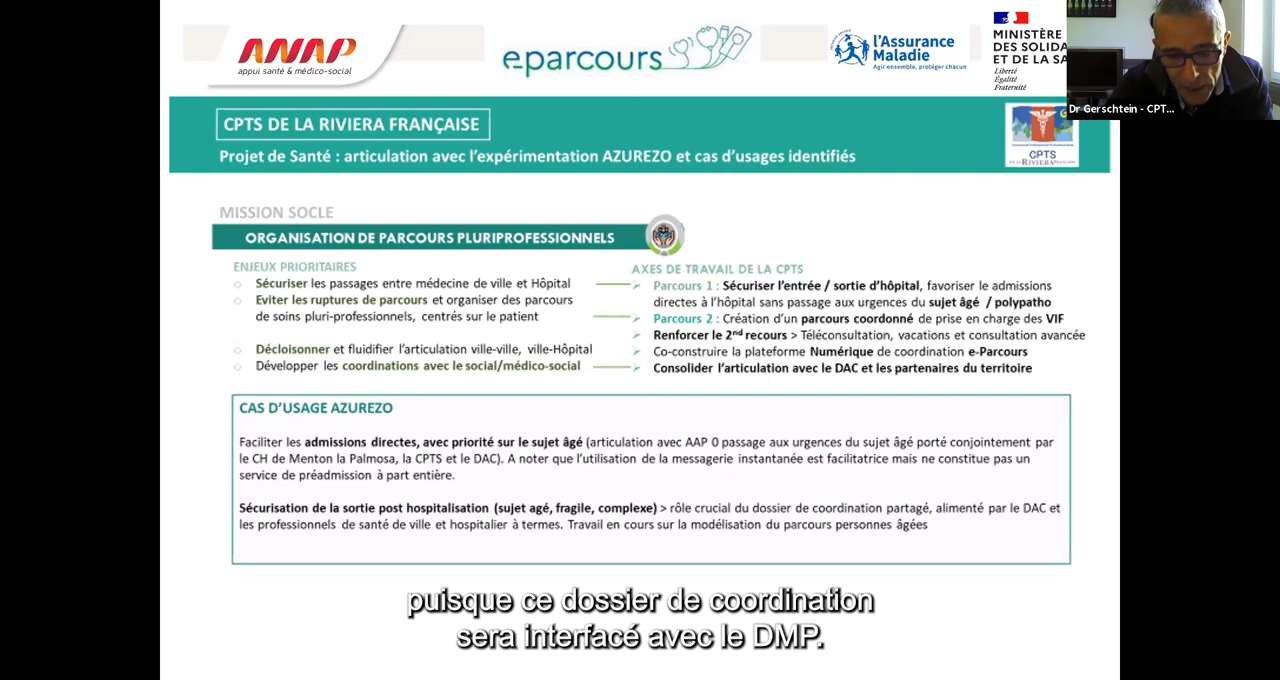 ANAP
appui santé & médico-social
e-parcours
l'Assurance
Maladie
Agir ensemble, protéger chacun
MINISTÈRE
DES SOLIDA
ET DE LA SA
Liberté
Égalité
Fraternité
Dr Gerschtein - CPT...
CPTS DE LA RIVIERA FRANÇAISE
Projet de Santé : articulation avec l'expérimentation AZUREZO et cas d'usages identifiés
CPTS
DE LA RIVIERA FRANÇAISE
MISSION SOCLE
ORGANISATION DE PARCOURS PLURIPROFESSIONNELS
ENJEUX PRIORITAIRES
Sécuriser les passages entre médecine de ville et Hôpital
Eviter les ruptures de parcours et organiser des parcours
de soins pluri-professionnels, centrés sur le patient
Décloisonner et fluidifier l'articulation ville-ville, ville-Hôpital
Développer les coordinations avec le social/médico-social
AXES DE TRAVAIL DE LA CPTS
Parcours 1 : Sécuriser l'entrée / sortie d'hôpital, favoriser le admissions
directes à l'hôpital sans passage aux urgences du sujet âgé / polypatho
Parcours 2 : Création d'un parcours coordonné de prise en charge des VIF
Renforcer le 2nd recours > Téléconsultation, vacations et consultation avancée
Co-construire la plateforme Numérique de coordination e-Parcours
Consolider l'articulation avec le DAC et les partenaires du territoire
CAS D'USAGE AZUREZO
Faciliter les admissions directes, avec priorité sur le sujet âgé (articulation avec AAP 0 passage aux urgences du sujet âgé porté conjointement par
le CH de Menton la Palmosa, la CPTS et le DAC). A noter que l'utilisation de la messagerie instantanée est facilitatrice mais ne constitue pas un
service de préadmission à part entière.
Sécurisation de la sortie post hospitalisation (sujet agé, fragile, complexe) > rôle crucial du dossier de coordination partagé, alimenté par le DAC et
les professionnels de santé de ville et hospitalier à termes. Travail en cours sur la modélisation du parcours personnes âgées
puisque ce dossier de coordination
sera interfacé avec le DMP.